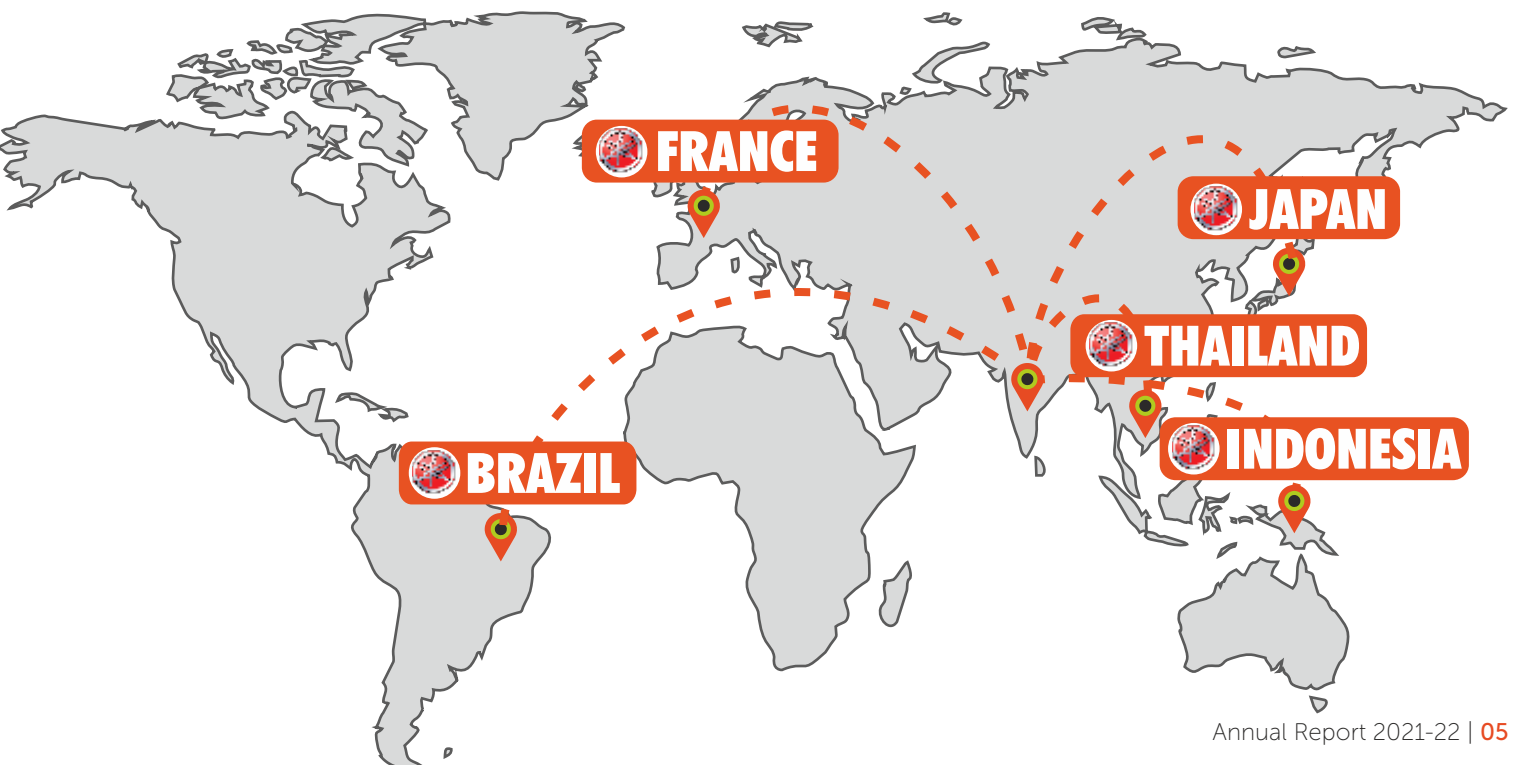 FRANCE
JAPAN
THAILAND
INDONESIA
BRAZIL
Annual Report 2021-22 | 05